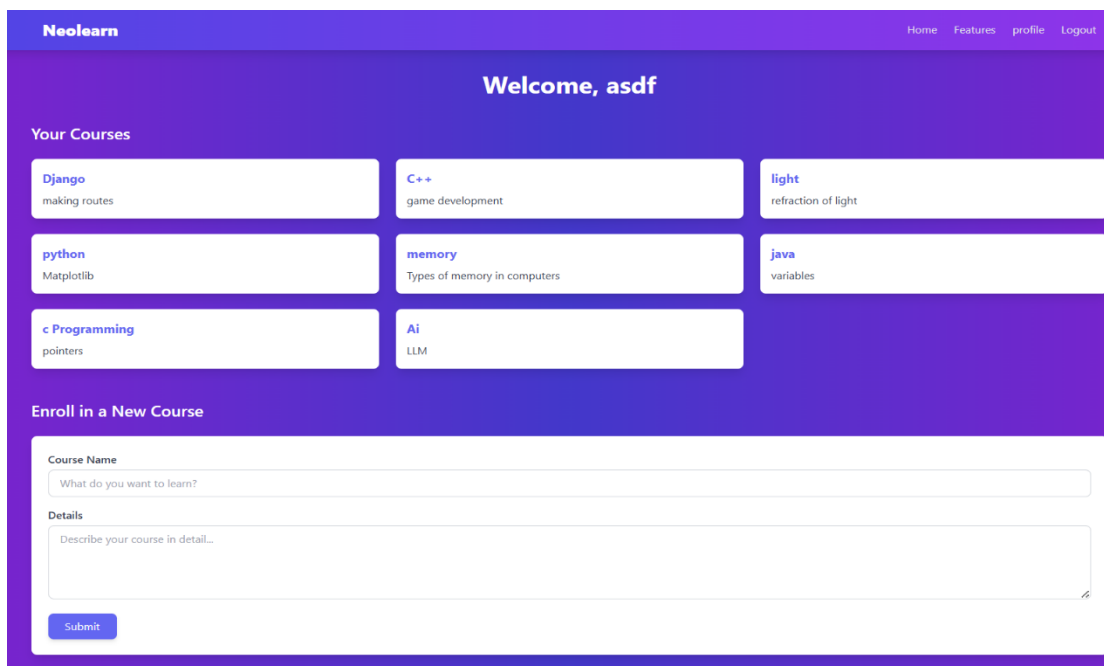 Neolearn
Home Features profile Logout
Welcome, asdf
Your Courses
Django
making routes
C++
game development
light
refraction of light
python
Matplotlib
memory
Types of memory in computers
java
variables
c Programming
pointers
Ai
LLM
Enroll in a New Course
Course Name
What do you want to learn?
Details
Describe your course in detail...
Submit